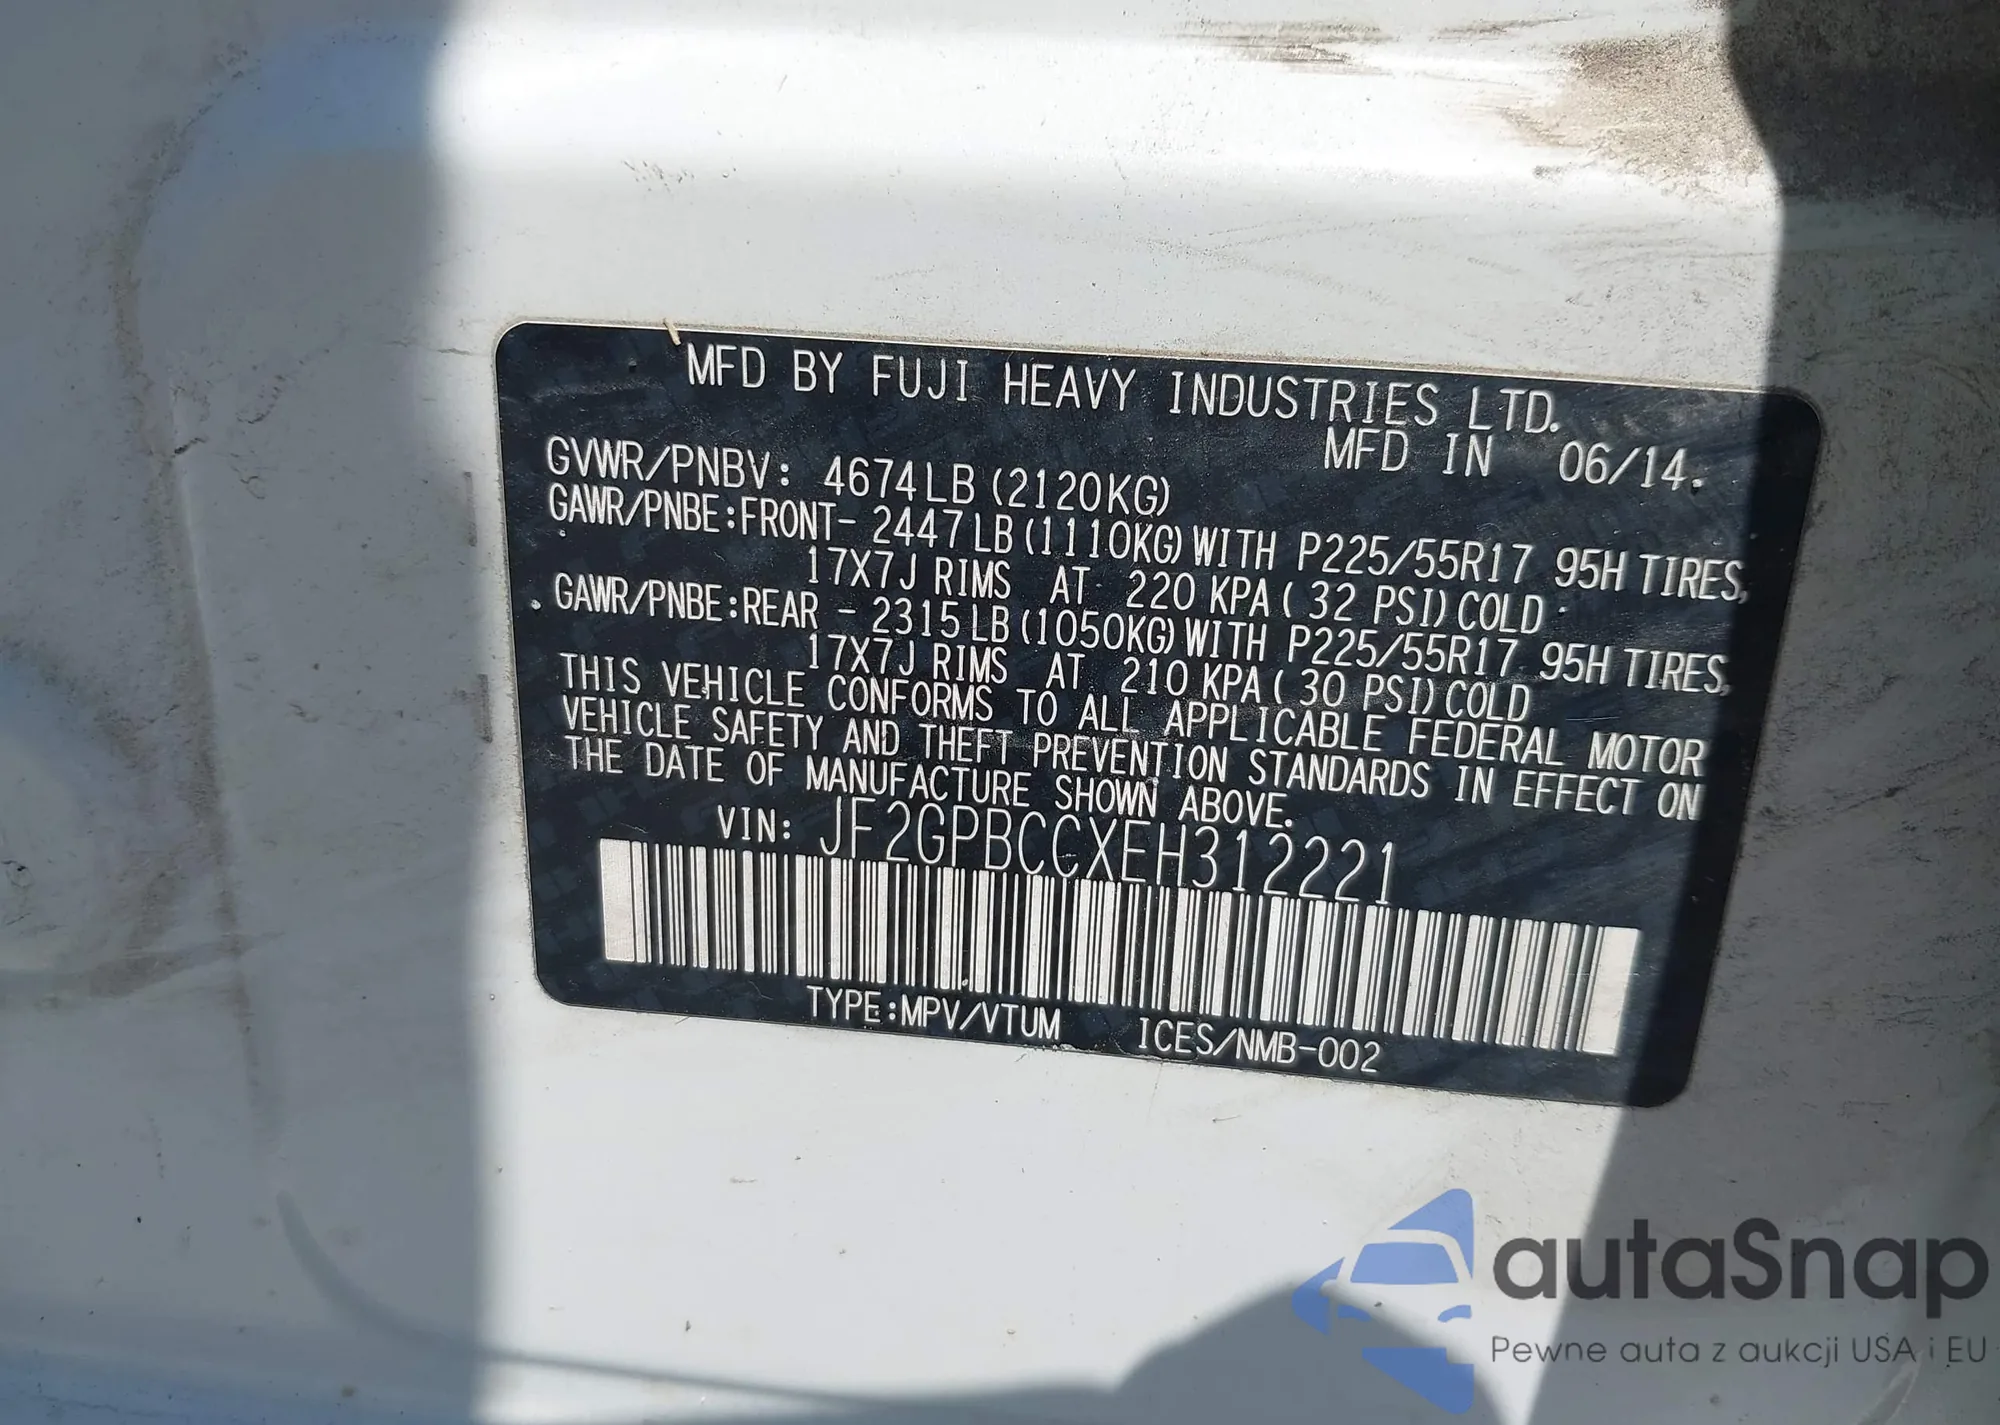 MFD BY FUJI HEAVY INDUSTRIES LTD.
MFD IN 06/14.
GVWR/PNBV: 4674LB (2120KG)
GAWR/PNBE:FRONT- 2447LB (1110KG) WITH P225/55R17 95H TIRES,
17X7J RIMS AT 220 KPA( 32 PSI) COLD
GAWR/PNBE:REAR - 2315LB (1050KG) WITH P225/55R17 95H TIRES,
17X7J RIMS AT 210 KPA( 30 PSI) COLD
THIS VEHICLE CONFORMS TO ALL APPLICABLE FEDERAL MOTOR
VEHICLE SAFETY AND THEFT PREVENTION STANDARDS IN EFFECT ON
THE DATE OF MANUFACTURE SHOWN ABOVE.
VIN: JF2GPBCCXEH312221
TYPE:MPV/VTUM ICES/NMB-002
autaSnap
Pewne auta z aukcji USA i EU